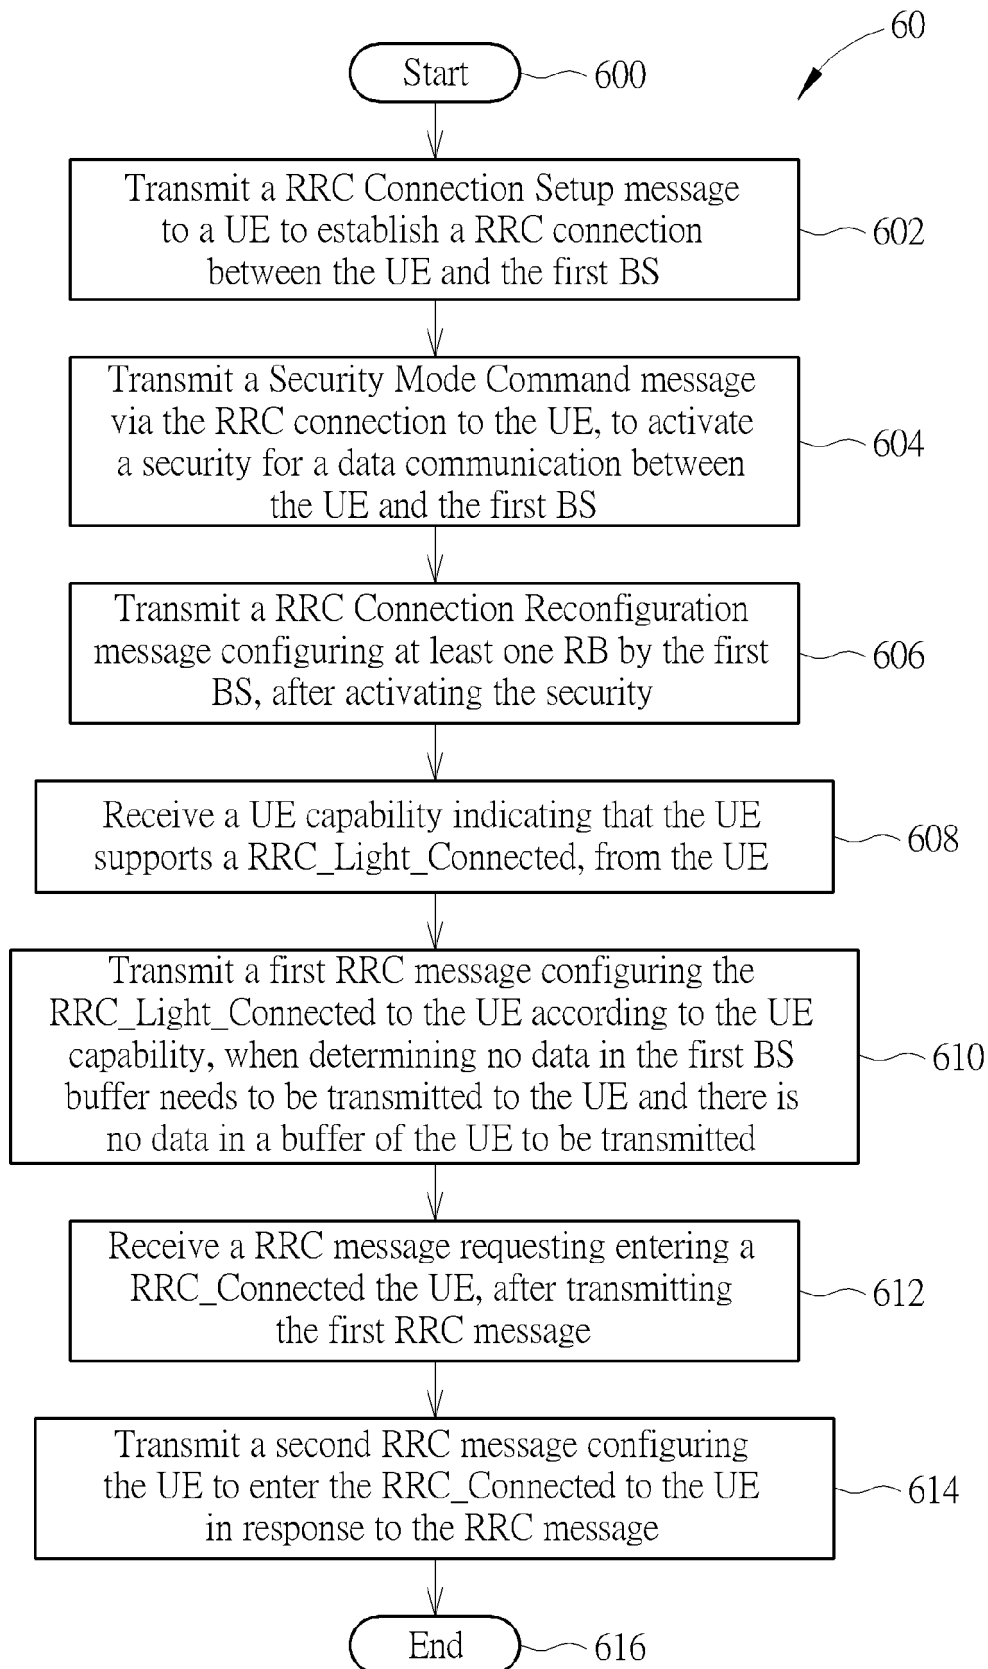 60
Start
600
Transmit a RRC Connection Setup message
to a UE to establish a RRC connection
between the UE and the first BS
602
Transmit a Security Mode Command message
via the RRC connection to the UE, to activate
a security for a data communication between
the UE and the first BS
604
Transmit a RRC Connection Reconfiguration
message configuring at least one RB by the first
BS, after activating the security
606
Receive a UE capability indicating that the UE
supports a RRC_Light_Connected, from the UE
608
Transmit a first RRC message configuring the
RRC_Light_Connected to the UE according to the UE
capability, when determining no data in the first BS
buffer needs to be transmitted to the UE and there is
no data in a buffer of the UE to be transmitted
610
Receive a RRC message requesting entering a
RRC_Connected the UE, after transmitting
the first RRC message
612
Transmit a second RRC message configuring
the UE to enter the RRC_Connected to the UE
in response to the RRC message
614
End
616